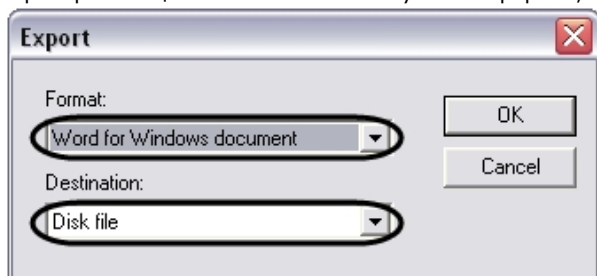 Export
Format:
Word for Windows document
OK
Cancel
Destination:
Disk file